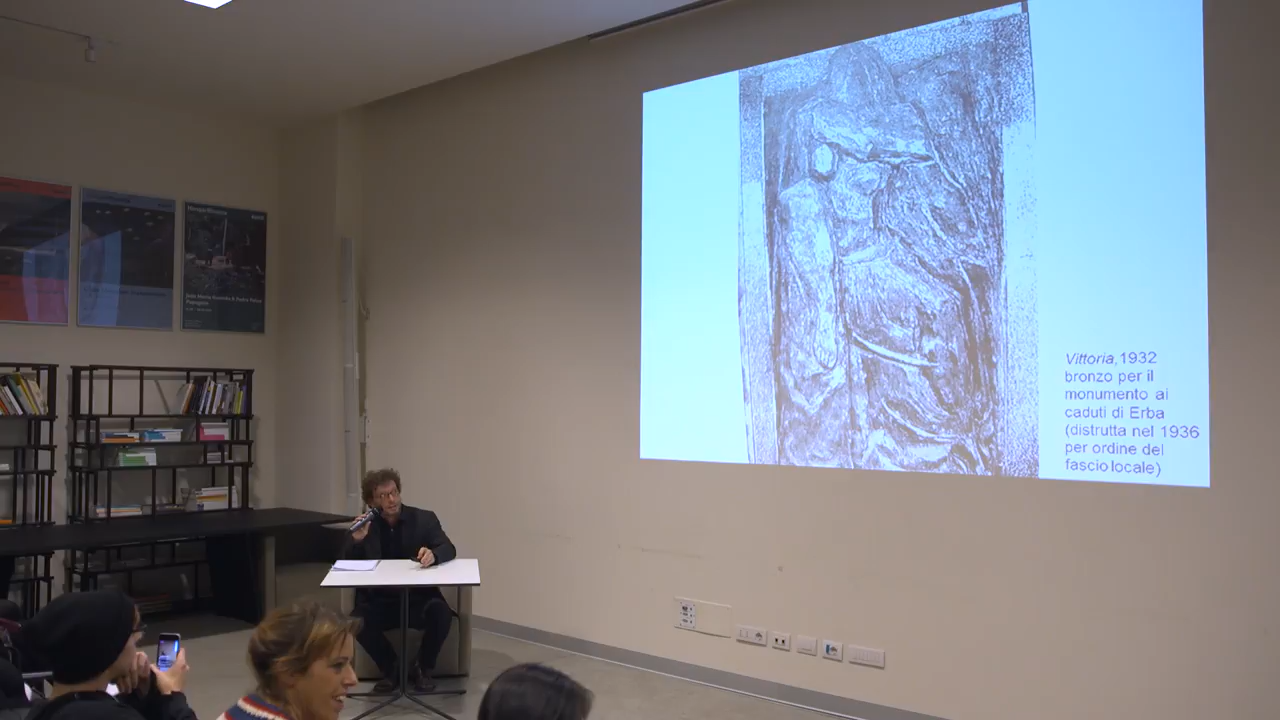 Vittoria, 1932
bronzo per il
monumento ai
caduti di Erba
(distrutta nel 1936
per ordine del
fascio locale)